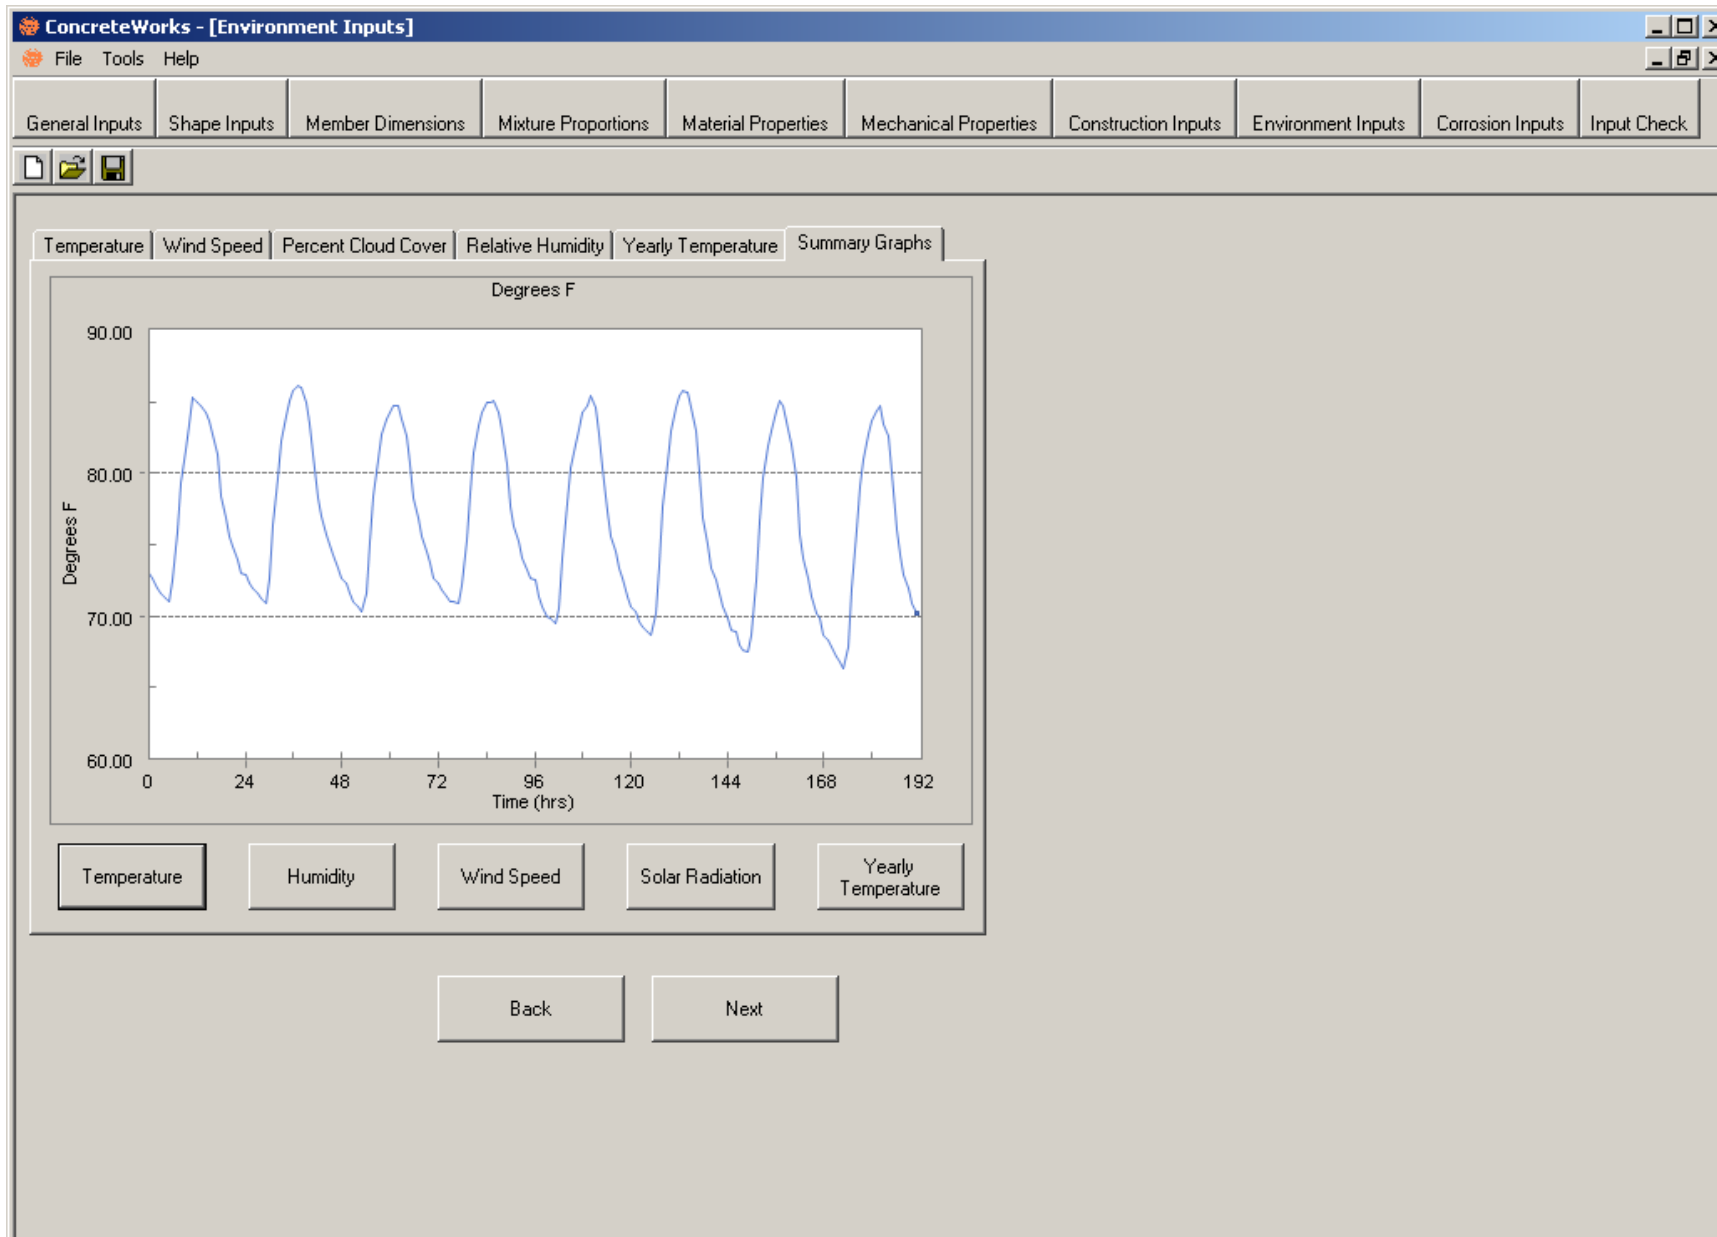 ConcreteWorks - [Environment Inputs]
File Tools Help
General Inputs Shape Inputs Member Dimensions Mixture Proportions Material Properties Mechanical Properties Construction Inputs Environment Inputs Corrosion Inputs Input Check
Temperature Wind Speed Percent Cloud Cover Relative Humidity Yearly Temperature Summary Graphs
Degrees F
90.00
80.00
Degrees F
70.00
60.00
0 24 48 72 96 120 144 168 192
Time (hrs)
Temperature Humidity Wind Speed Solar Radiation Yearly
Temperature
Back Next